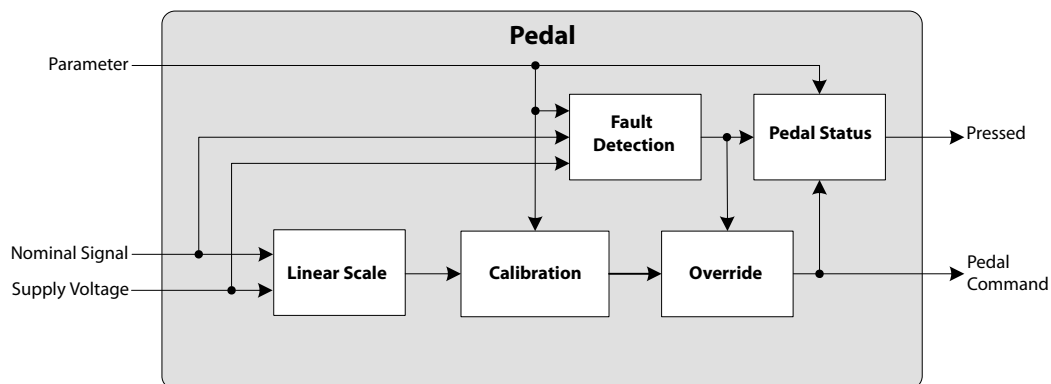 Pedal
Parameter
Fault
Detection
Pedal Status
Pressed
Nominal Signal
Supply Voltage
Linear Scale
Calibration
Override
Pedal
Command